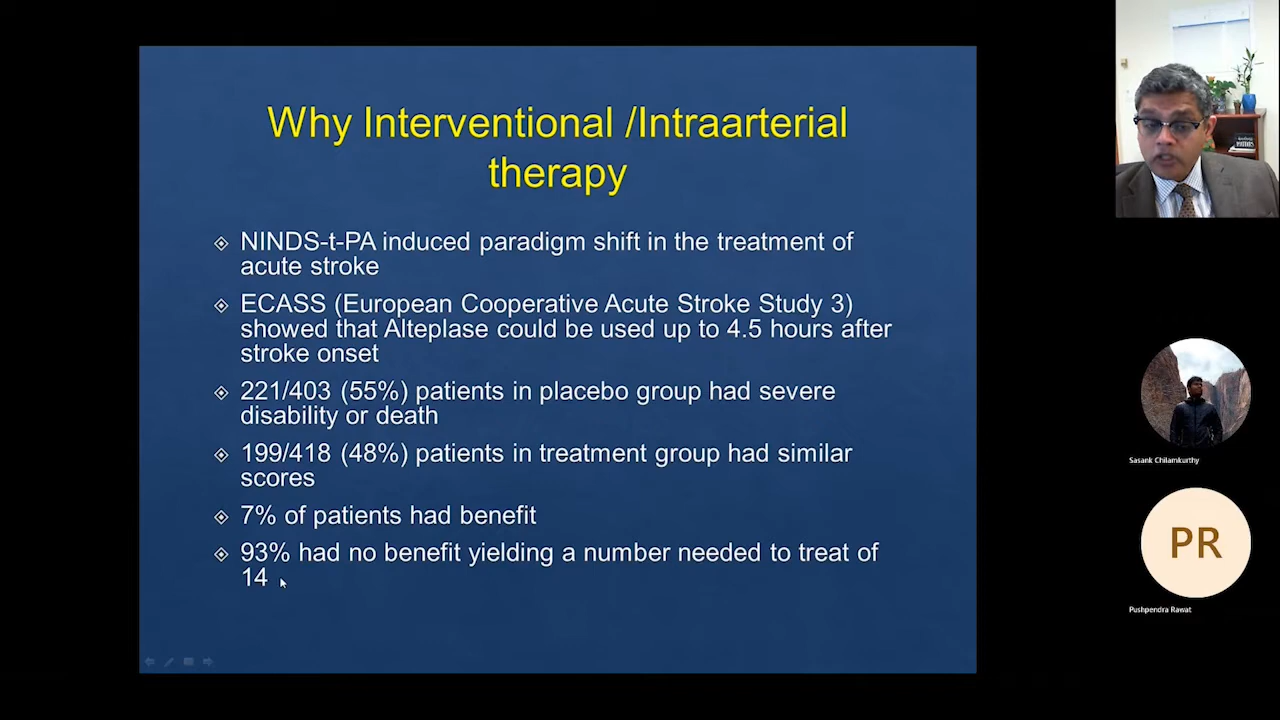 Why Interventional /Intraarterial
therapy
NINDS-t-PA induced paradigm shift in the treatment of
acute stroke
ECASS (European Cooperative Acute Stroke Study 3)
showed that Alteplase could be used up to 4.5 hours after
stroke onset
221/403 (55%) patients in placebo group had severe
disability or death
199/418 (48%) patients in treatment group had similar
scores
7% of patients had benefit
93% had no benefit yielding a number needed to treat of
14
Sasank Chilamkurthy
PR
Pushpendra Rawat